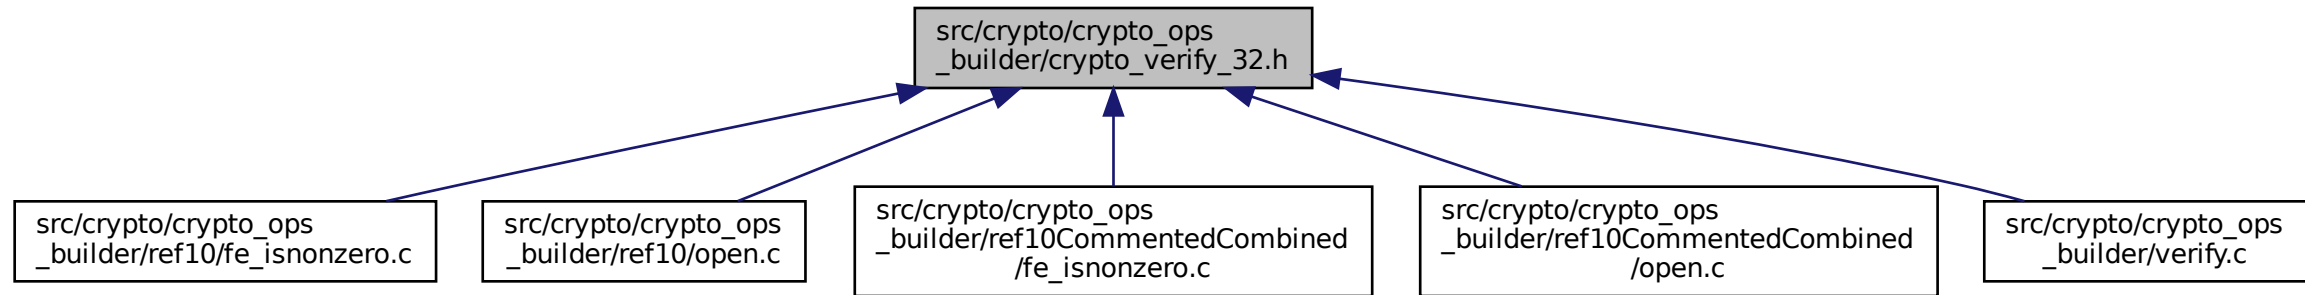 src/crypto/crypto_ops
_builder/crypto_verify_32.h
src/crypto/crypto_ops
_builder/ref10/fe_isnonzero.c
src/crypto/crypto_ops
_builder/ref10/open.c
src/crypto/crypto_ops
_builder/ref10CommentedCombined
/fe_isnonzero.c
src/crypto/crypto_ops
_builder/ref10CommentedCombined
/open.c
src/crypto/crypto_ops
_builder/verify.c